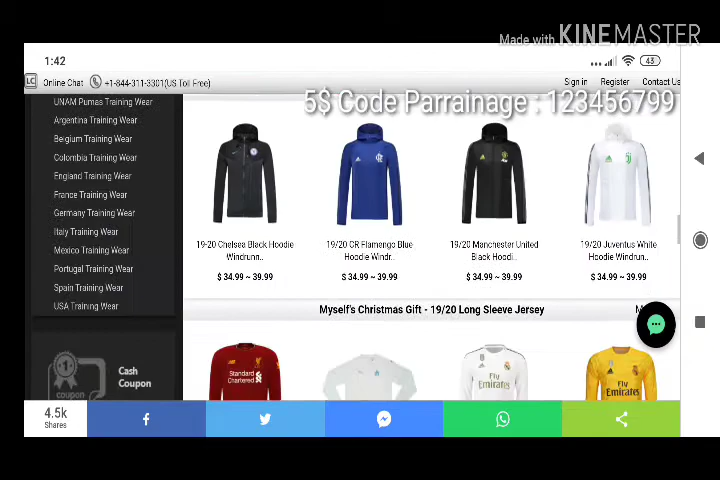 Made with KINEMASTER
1:42
43
LC Online Chat +1-844-311-3301(US Toll Free) Sign in Register Contact Us
5$ Code Parrainage : 123456799
UNAM Pumas Training Wear
Argentina Training Wear
Belgium Training Wear
Colombia Training Wear
England Training Wear
France Training Wear
Germany Training Wear
Italy Training Wear
Mexico Training Wear
Portugal Training Wear
Spain Training Wear
USA Training Wear
19-20 Chelsea Black Hoodie
Windrunn..
$ 34.99 ~ 39.99
19/20 CR Flamengo Blue
Hoodie Windr..
$ 34.99 ~ 39.99
19/20 Manchester United
Black Hoodi..
$ 34.99 ~ 39.99
19/20 Juventus White
Hoodie Windrun..
$ 34.99 ~ 39.99
Myself's Christmas Gift - 19/20 Long Sleeve Jersey
Standard
Chartered
Fly
Emirates
Fly
Emirates
#1
coupon
Cash
Coupon
4.5k
Shares